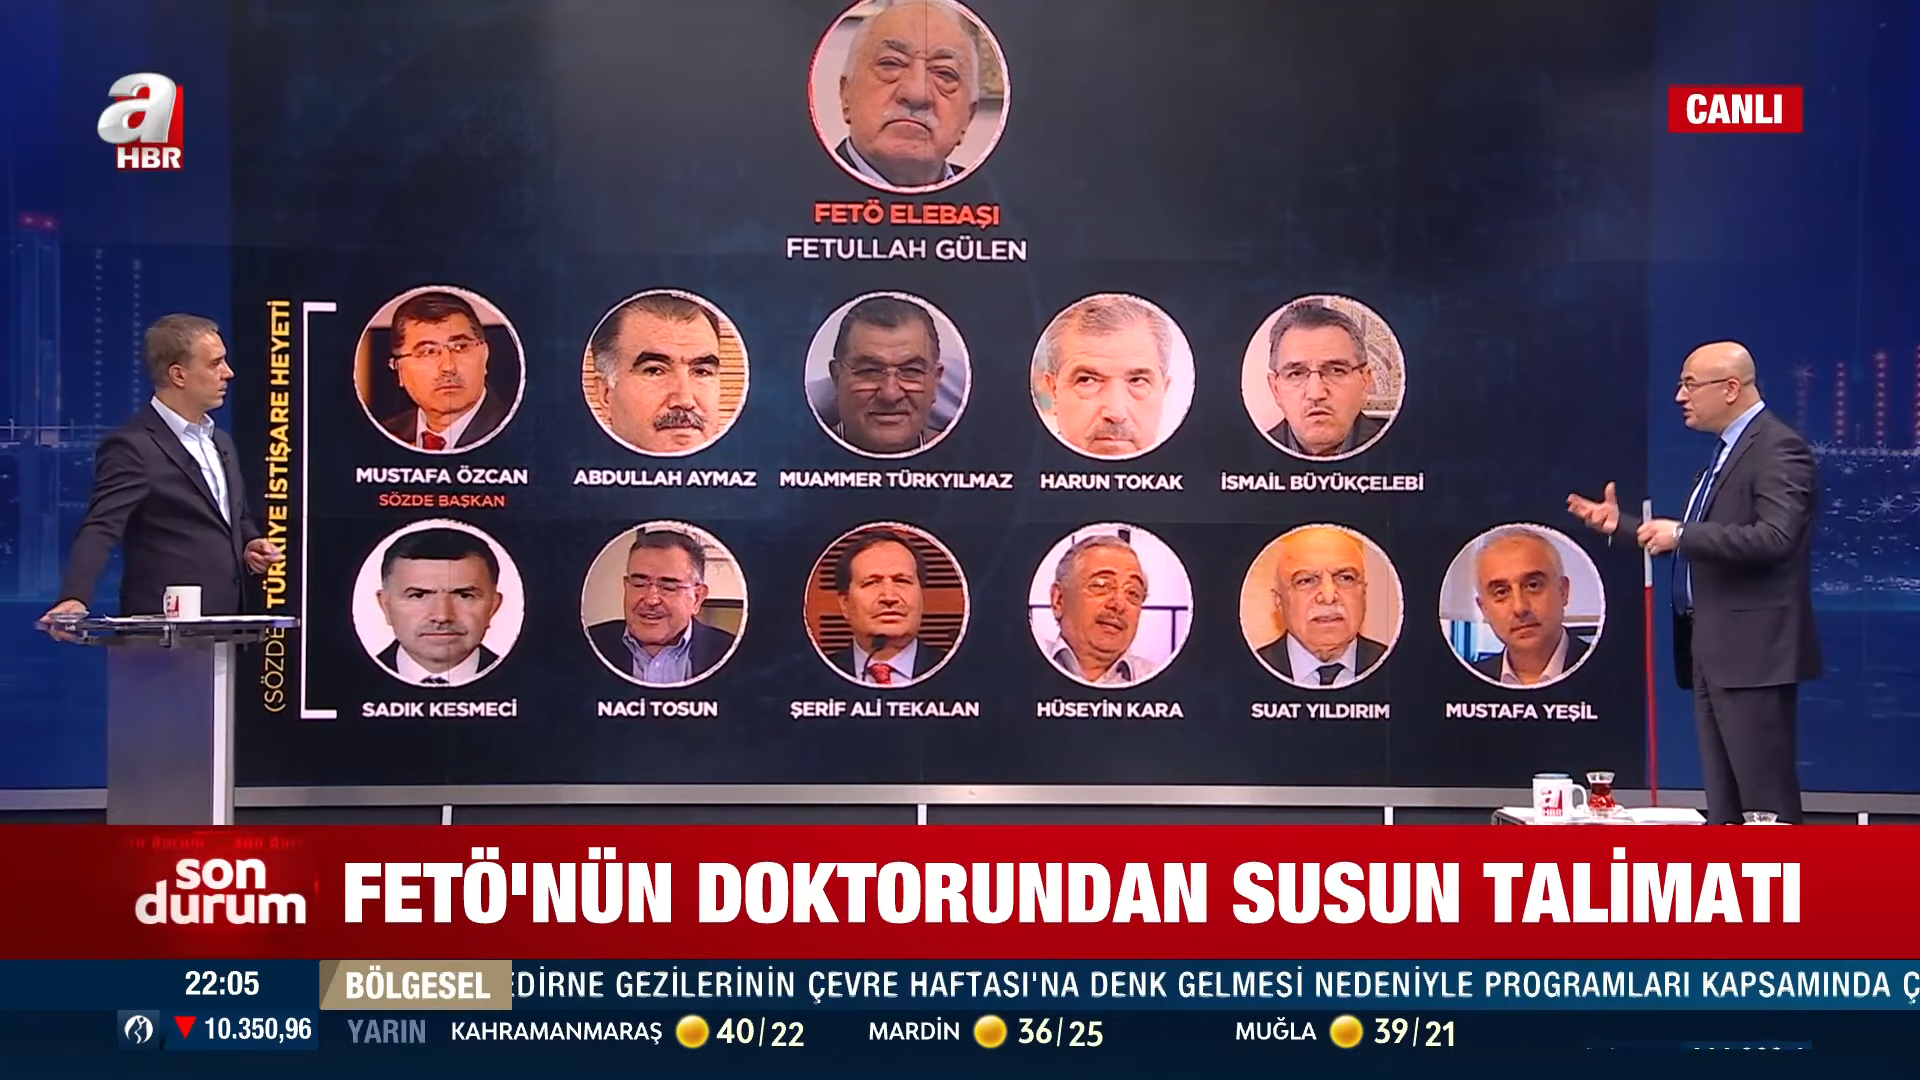 a
HBR
CANLI
FETÖ ELEBAŞI
FETULLAH GÜLEN
(SÖZDE TÜRKİYE İSTİŞARE HEYETİ
MUSTAFA ÖZCAN
SÖZDE BAŞKAN
ABDULLAH AYMAZ
MUAMMER TÜRKYILMAZ
HARUN TOKAK
İSMAİL BÜYÜKÇELEBİ
SADIK KESMECİ
NACİ TOSUN
ŞERİF ALİ TEKALAN
HÜSEYİN KARA
SUAT YILDIRIM
MUSTAFA YEŞİL
a
HBR
son durum
FETÖ'NÜN DOKTORUNDAN SUSUN TALİMATI
22:05
BÖLGESEL
EDİRNE GEZİLERİNİN ÇEVRE HAFTASI'NA DENK GELMESİ NEDENİYLE PROGRAMLARI KAPSAMINDA Ç
10.350,96
YARIN
KAHRAMANMARAŞ 40/22
MARDİN 36/25
MUĞLA 39/21